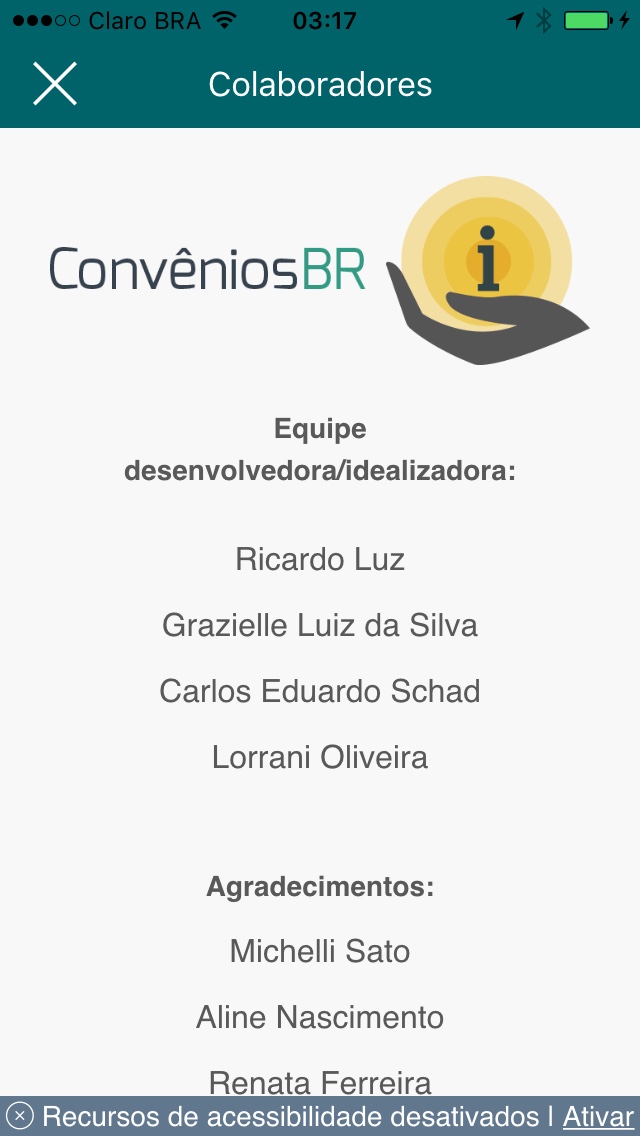 Claro BRA 03:17
Colaboradores
ConvêniosBR
i
Equipe
desenvolvedora/idealizadora:
Ricardo Luz
Grazielle Luiz da Silva
Carlos Eduardo Schad
Lorrani Oliveira
Agradecimentos:
Michelli Sato
Aline Nascimento
Renata Ferreira
Recursos de acessibilidade desativados | Ativar